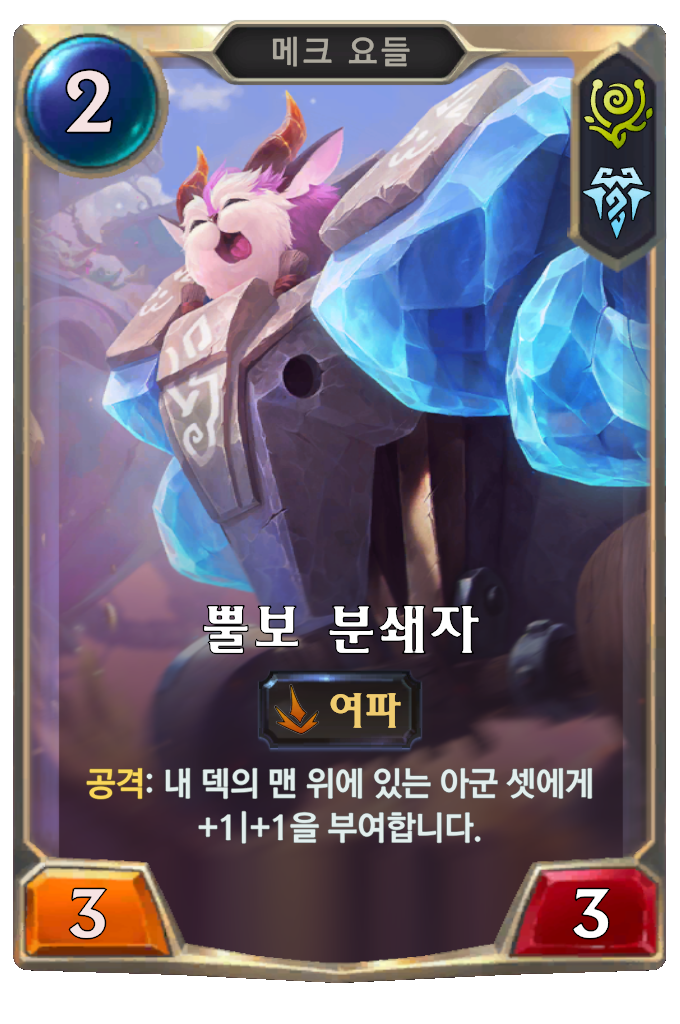 메크 요들
2
뿔보 분쇄자
여파
공격: 내 덱의 맨 위에 있는 아군 셋에게
+1|+1을 부여합니다.
3
3